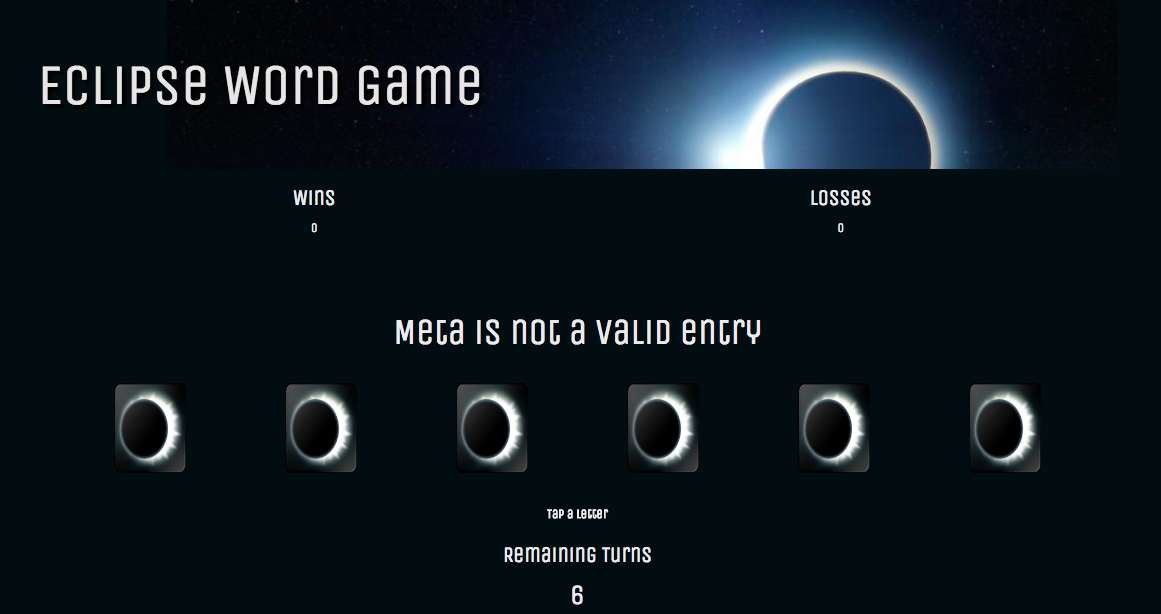 Eclipse Word Game
Wins
Losses
0
0
Meta is not a valid entry
Tap a Letter
Remaining Turns
6